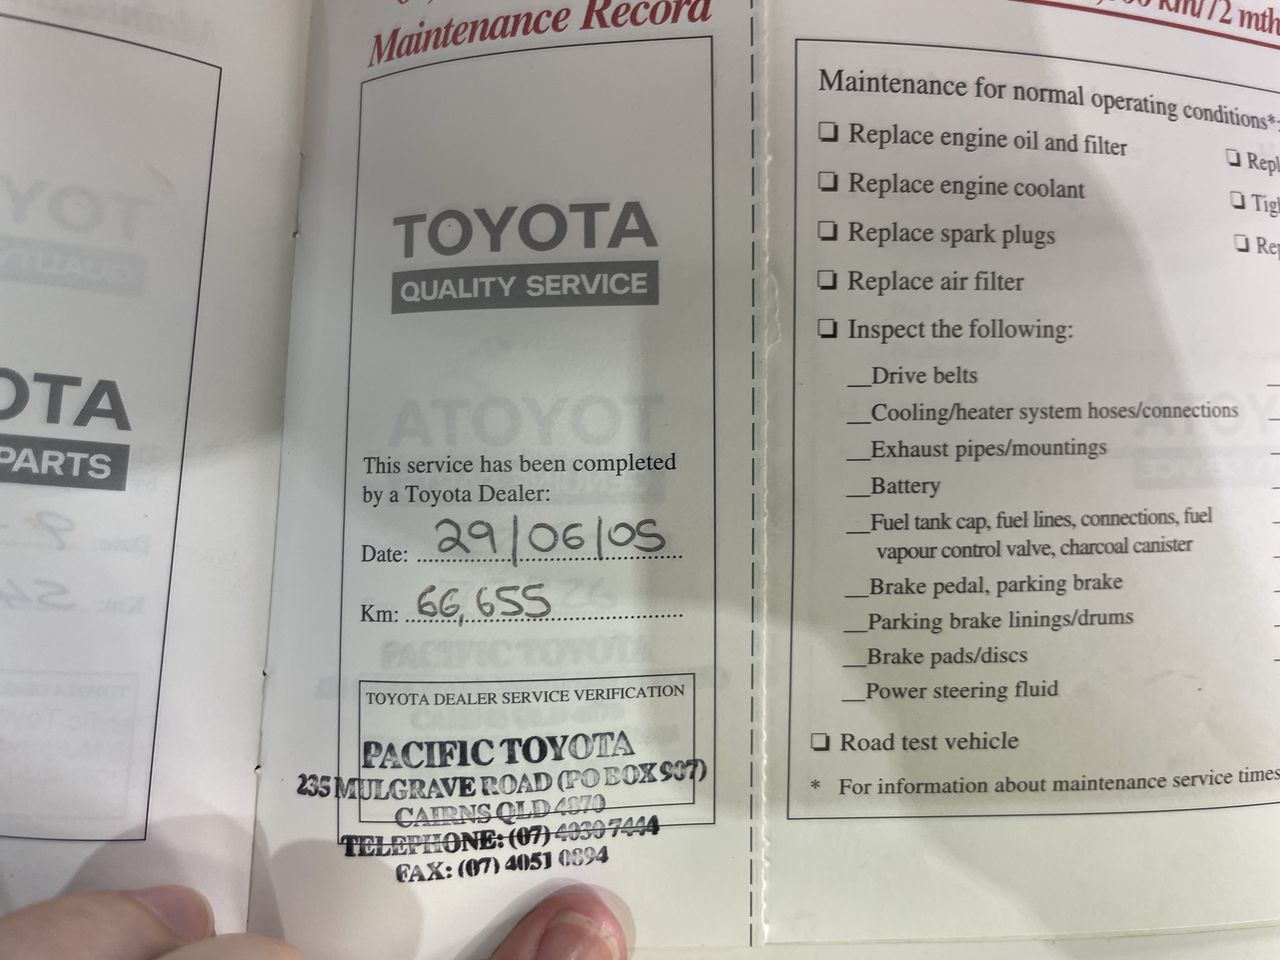 Maintenance Record
TOYOTA
QUALITY SERVICE
This service has been completed
by a Toyota Dealer:
Date: 29/06/05
Km: 66,655
TOYOTA DEALER SERVICE VERIFICATION
PACIFIC TOYOTA
235 MULGRAVE ROAD (PO BOX 907)
CAIRNS QLD 4870
TELEPHONE: (07) 4030 7444
FAX: (07) 4051 0894
PARTS
Maintenance for normal operating conditions*:
❏ Replace engine oil and filter
❏ Replace engine coolant
❏ Replace spark plugs
❏ Replace air filter
❏ Inspect the following:
__Drive belts
__Cooling/heater system hoses/connections
__Exhaust pipes/mountings
__Battery
__Fuel tank cap, fuel lines, connections, fuel
vapour control valve, charcoal canister
__Brake pedal, parking brake
__Parking brake linings/drums
__Brake pads/discs
__Power steering fluid
❏ Road test vehicle
* For information about maintenance service times